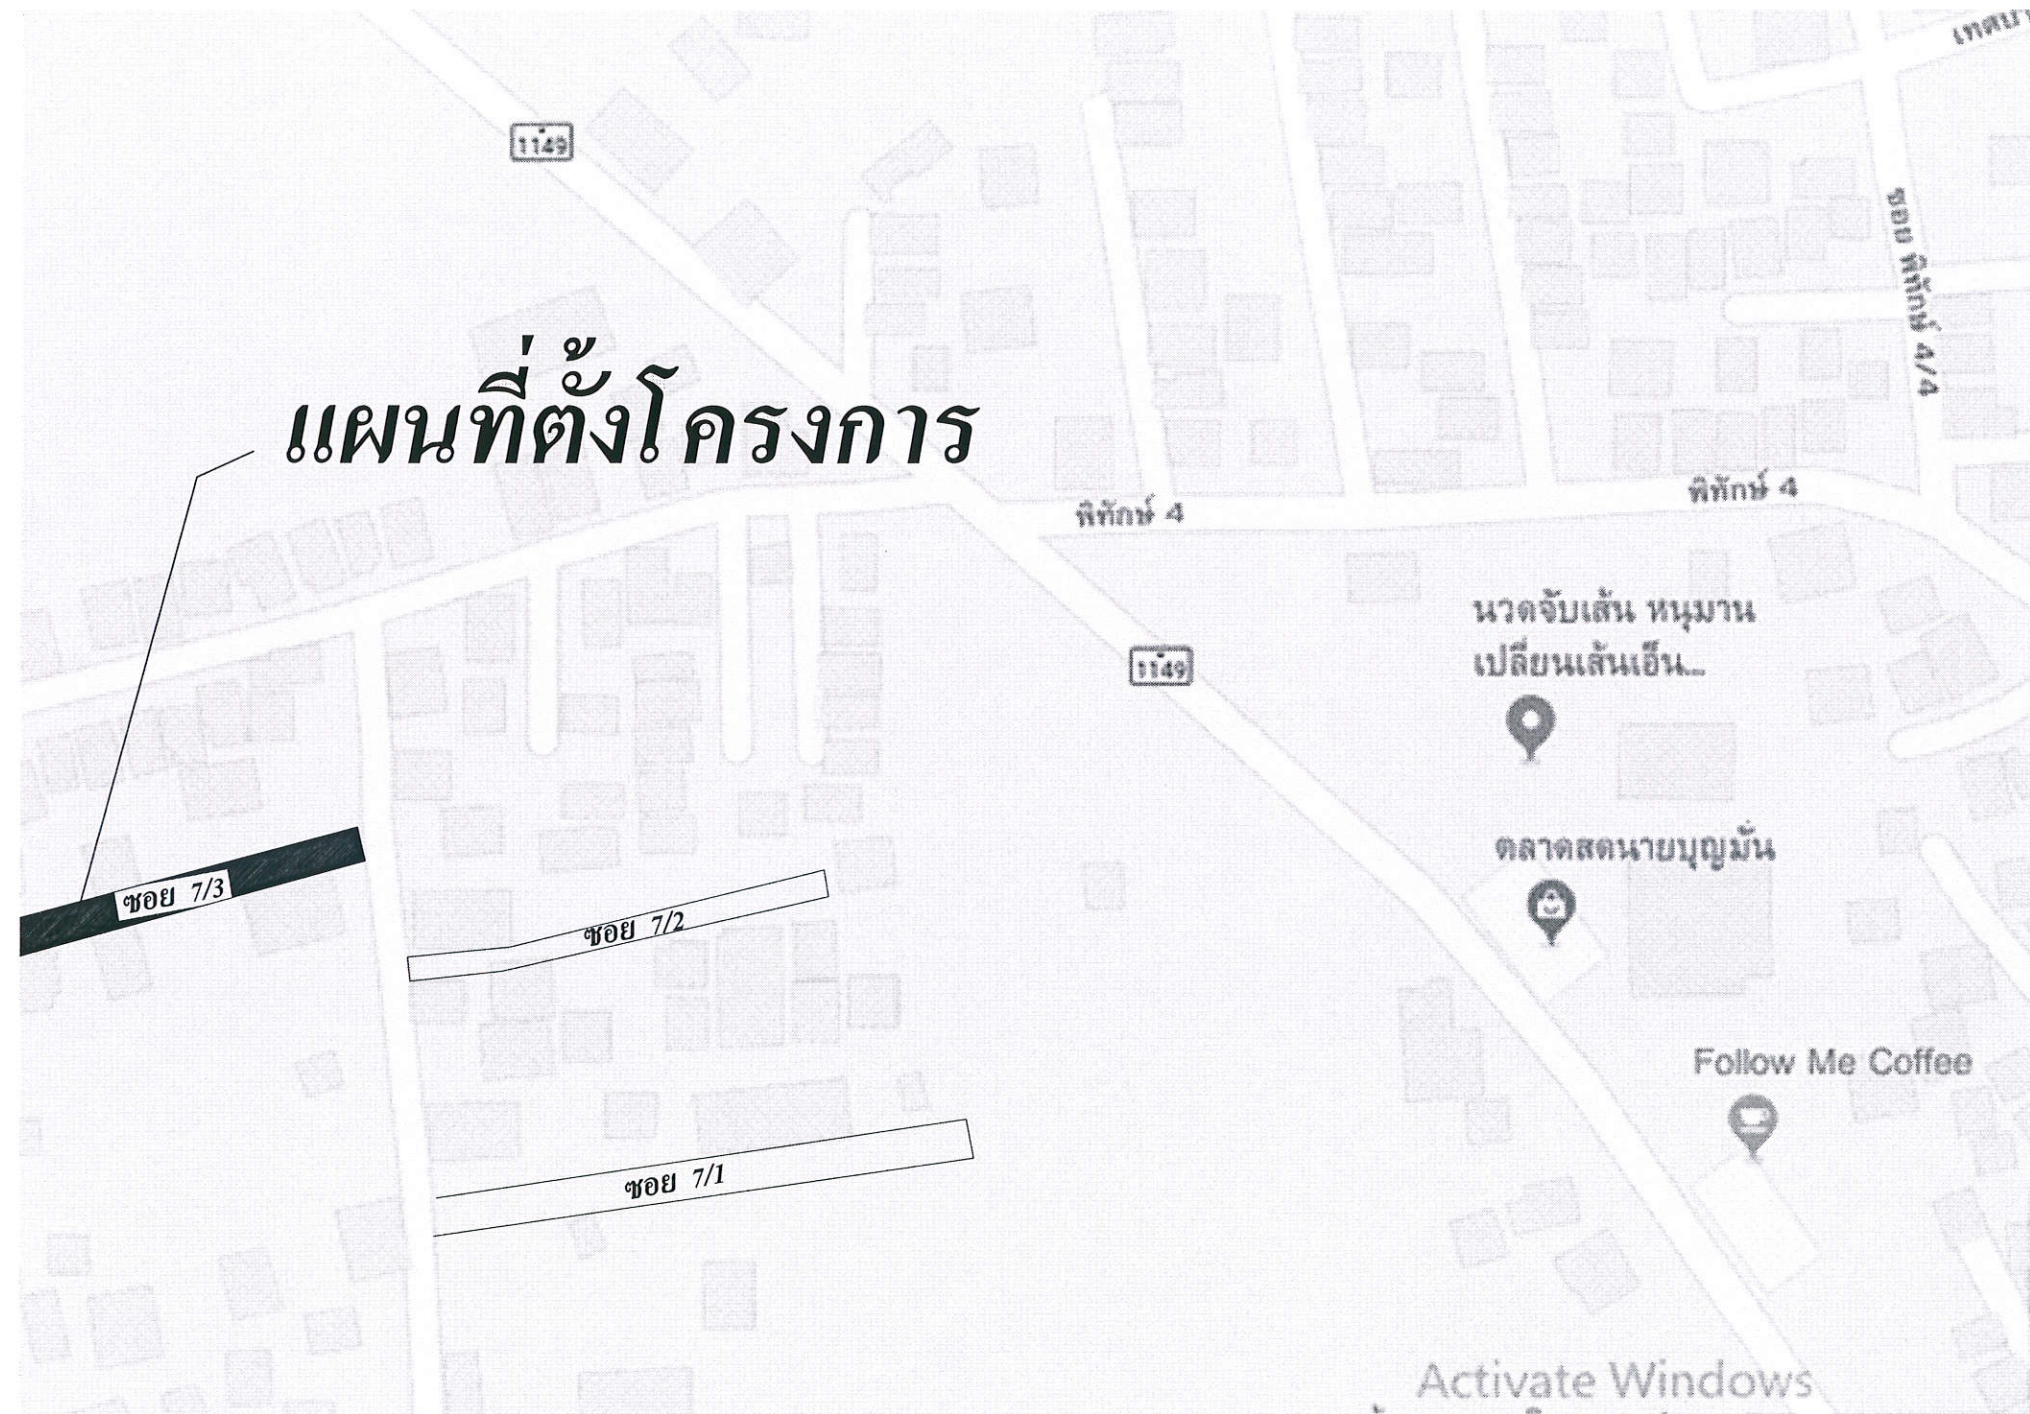 เทศบา
1149
ซอย พิทักษ์ 4/4
แผนที่ตั้งโครงการ
พิทักษ์ 4
พิทักษ์ 4
นวดจับเส้น หนุมาน
เปลี่ยนเส้นเอ็น...
1149
ตลาดสดนายบุญมั่น
ซอย 7/3
ซอย 7/2
Follow Me Coffee
ซอย 7/1
Activate Windows